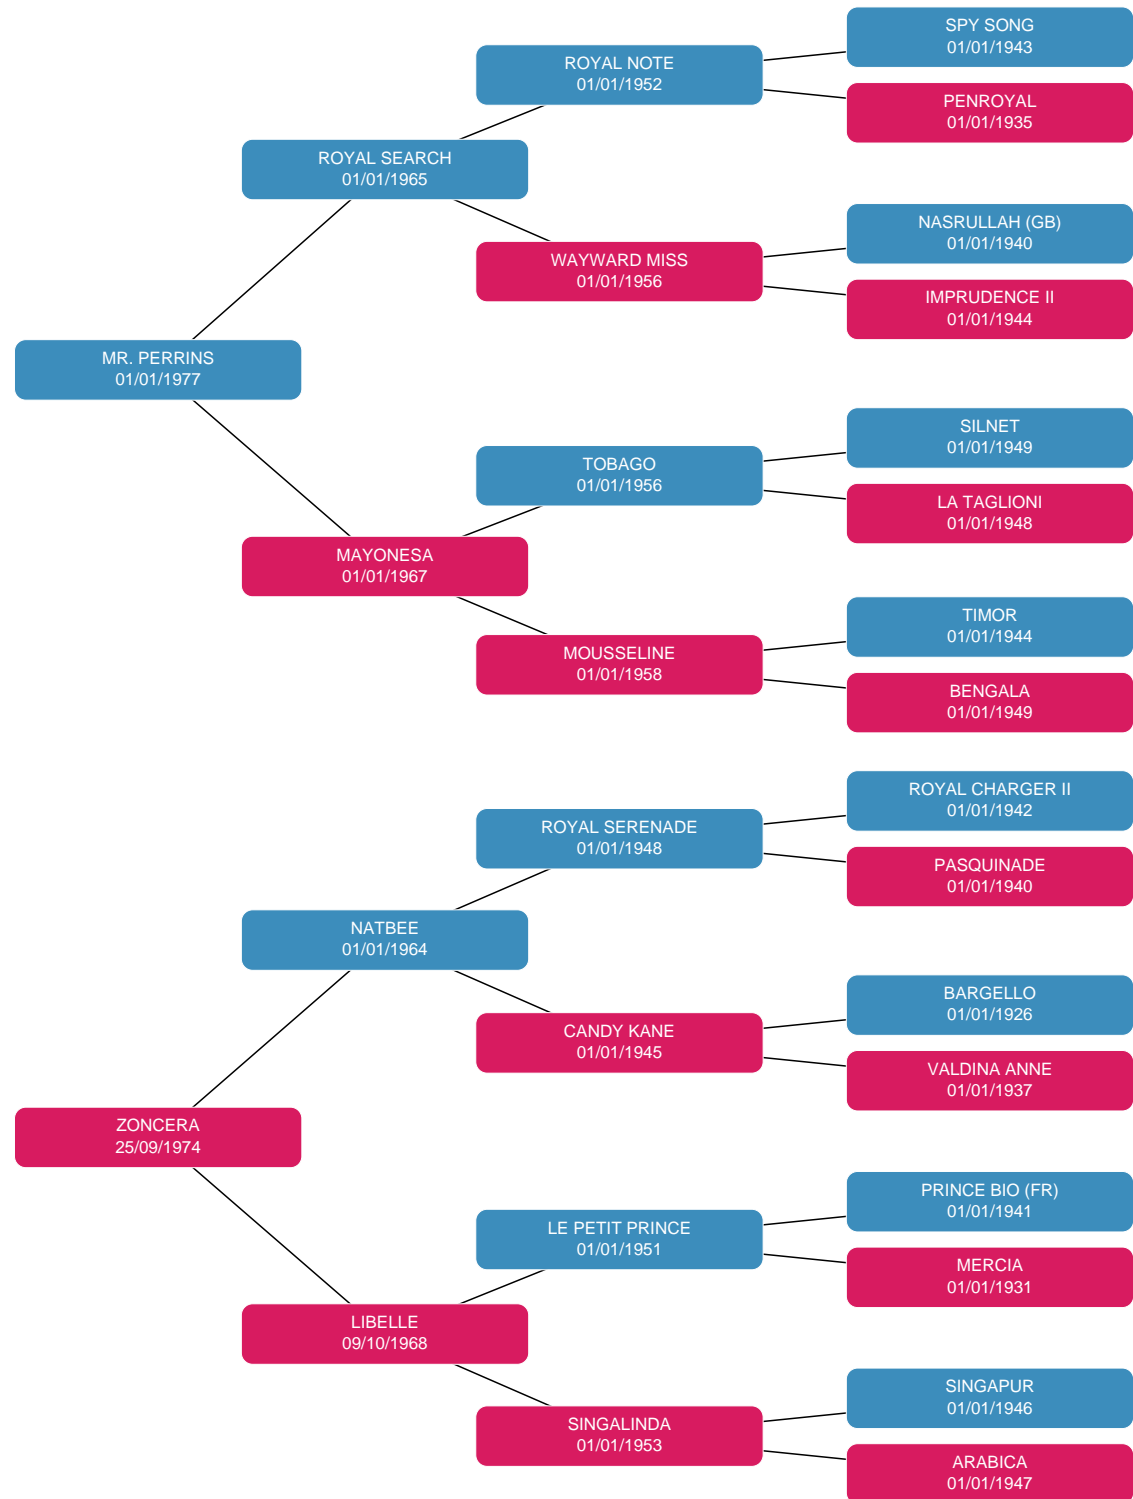 SPY SONG
01/01/1943
ROYAL NOTE
01/01/1952
PENROYAL
01/01/1935
ROYAL SEARCH
01/01/1965
NASRULLAH (GB)
01/01/1940
WAYWARD MISS
01/01/1956
IMPRUDENCE II
01/01/1944
MR. PERRINS
01/01/1977
SILNET
01/01/1949
TOBAGO
01/01/1956
LA TAGLIONI
01/01/1948
MAYONESA
01/01/1967
TIMOR
01/01/1944
MOUSSELINE
01/01/1958
BENGALA
01/01/1949
ROYAL CHARGER II
01/01/1942
ROYAL SERENADE
01/01/1948
PASQUINADE
01/01/1940
NATBEE
01/01/1964
BARGELLO
01/01/1926
CANDY KANE
01/01/1945
VALDINA ANNE
01/01/1937
ZONCERA
25/09/1974
PRINCE BIO (FR)
01/01/1941
LE PETIT PRINCE
01/01/1951
MERCIA
01/01/1931
LIBELLE
09/10/1968
SINGAPUR
01/01/1946
SINGALINDA
01/01/1953
ARABICA
01/01/1947